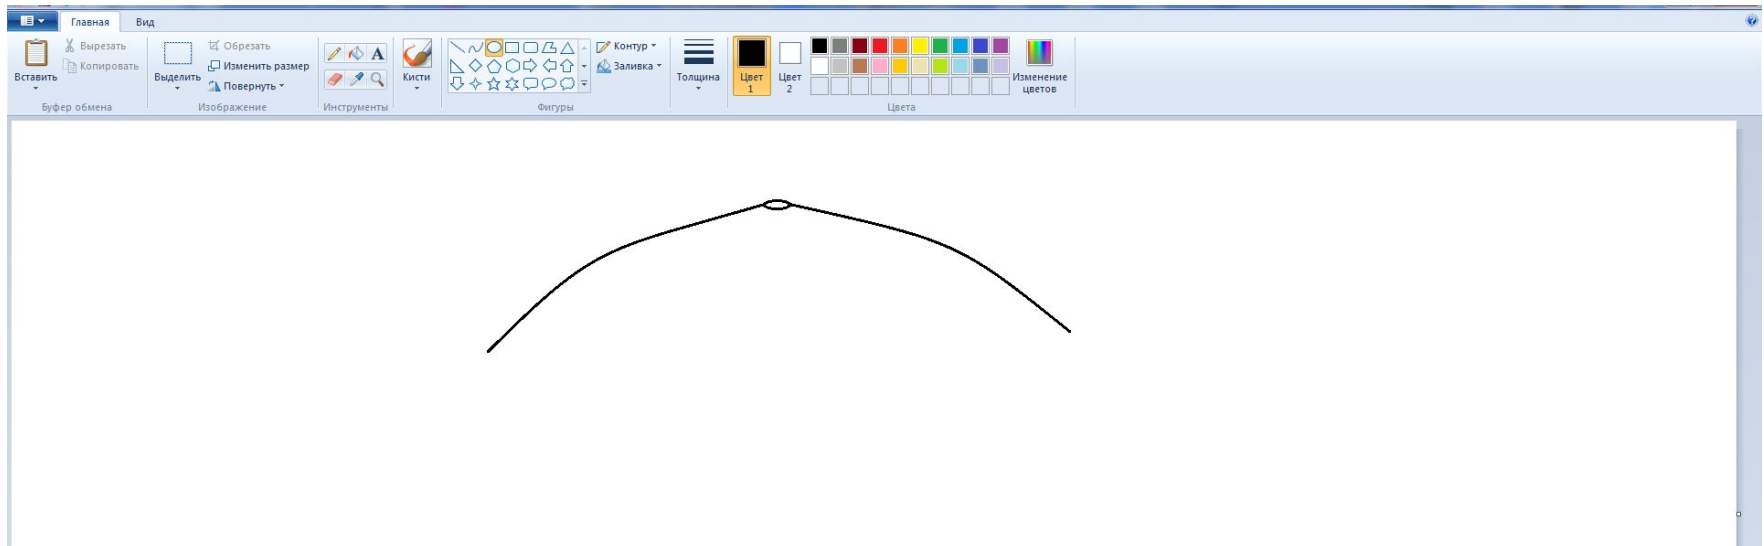 Главная Вид
Вставить
Вырезать
Копировать
Буфер обмена
Выделить
Обрезать
Изменить размер
Повернуть
Изображение
A
Инструменты
Кисти
Контур
Заливка
Фигуры
Толщина
Цвет 1
Цвет 2
Изменение цветов
Цвета